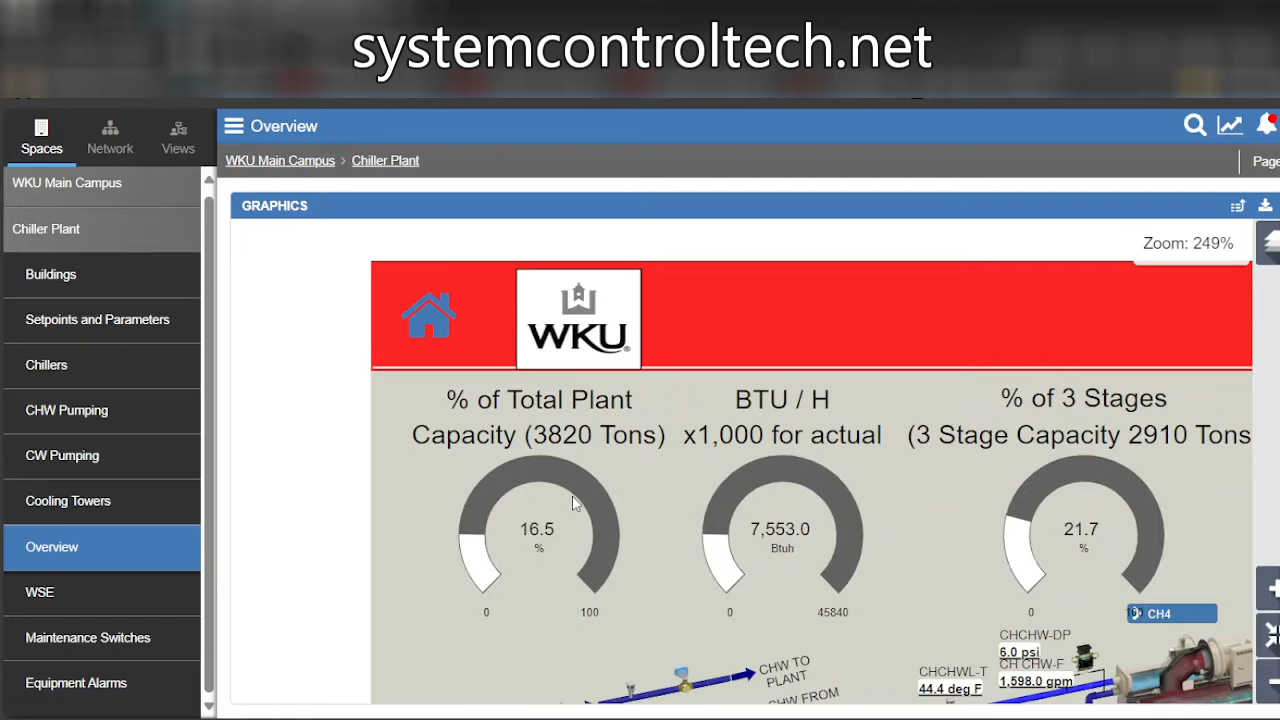 systemcontroltech.net
Spaces
Network
Views
Overview
WKU Main Campus
Chiller Plant
Buildings
Setpoints and Parameters
Chillers
CHW Pumping
CW Pumping
Cooling Towers
Overview
WSE
Maintenance Switches
Equipment Alarms
WKU Main Campus > Chiller Plant
Page
GRAPHICS
Zoom: 249%
WKU®
% of Total Plant
Capacity (3820 Tons)
16.5
%
0 100
BTU / H
x1,000 for actual
7,553.0
Btuh
0 45840
% of 3 Stages
(3 Stage Capacity 2910 Tons
21.7
%
0
CH4
CHCHW-DP
6.0 psi
CH CHW-F
1,598.0 gpm
CHCHWL-T
44.4 deg F
CHW TO
PLANT
CHW FROM